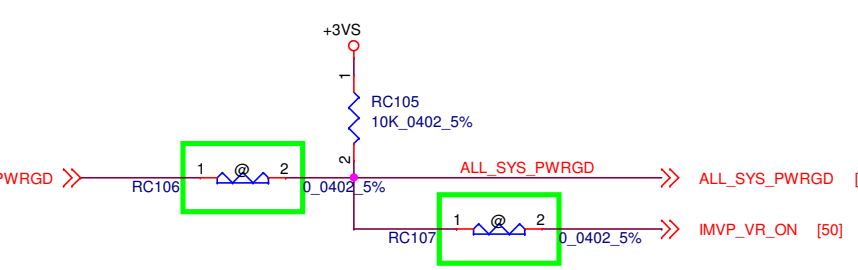 +3VS
1
RC105
10K_0402_5%
2
PWRGD
RC106
1 @ 2
0_0402_5%
ALL_SYS_PWRGD
ALL_SYS_PWRGD [
RC107
1 @ 2
0_0402_5%
IMVP_VR_ON [50]